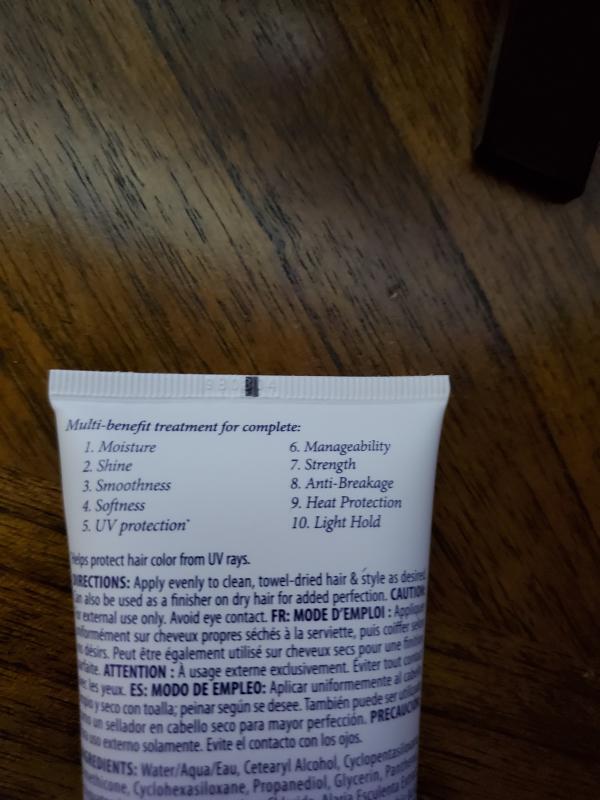 Multi-benefit treatment for complete:
1. Moisture
2. Shine
3. Smoothness
4. Softness
5. UV protection*
6. Manageability
7. Strength
8. Anti-Breakage
9. Heat Protection
10. Light Hold
Helps protect hair color from UV rays.
DIRECTIONS: Apply evenly to clean, towel-dried hair & style as desired.
Can also be used as a finisher on dry hair for added perfection. CAUTION:
external use only. Avoid eye contact. FR: MODE D'EMPLOI : Appliquer
uniformément sur cheveux propres séchés à la serviette, puis coiffer
désirs. Peut être également utilisé sur cheveux secs pour une
ATTENTION : À usage externe exclusivement. Éviter tout
les yeux. ES: MODO DE EMPLEO: Aplicar uniformemente al
y seco con toalla; peinar según se desee. También puede ser
un sellador en cabello seco para mayor perfección.
uso externo solamente. Evite el contacto con los ojos.
INGREDIENTS: Water/Aqua/Eau, Cetearyl Alcohol,
Cyclohexasiloxane, Propanediol, Glycerin,
Alaria Esculenta